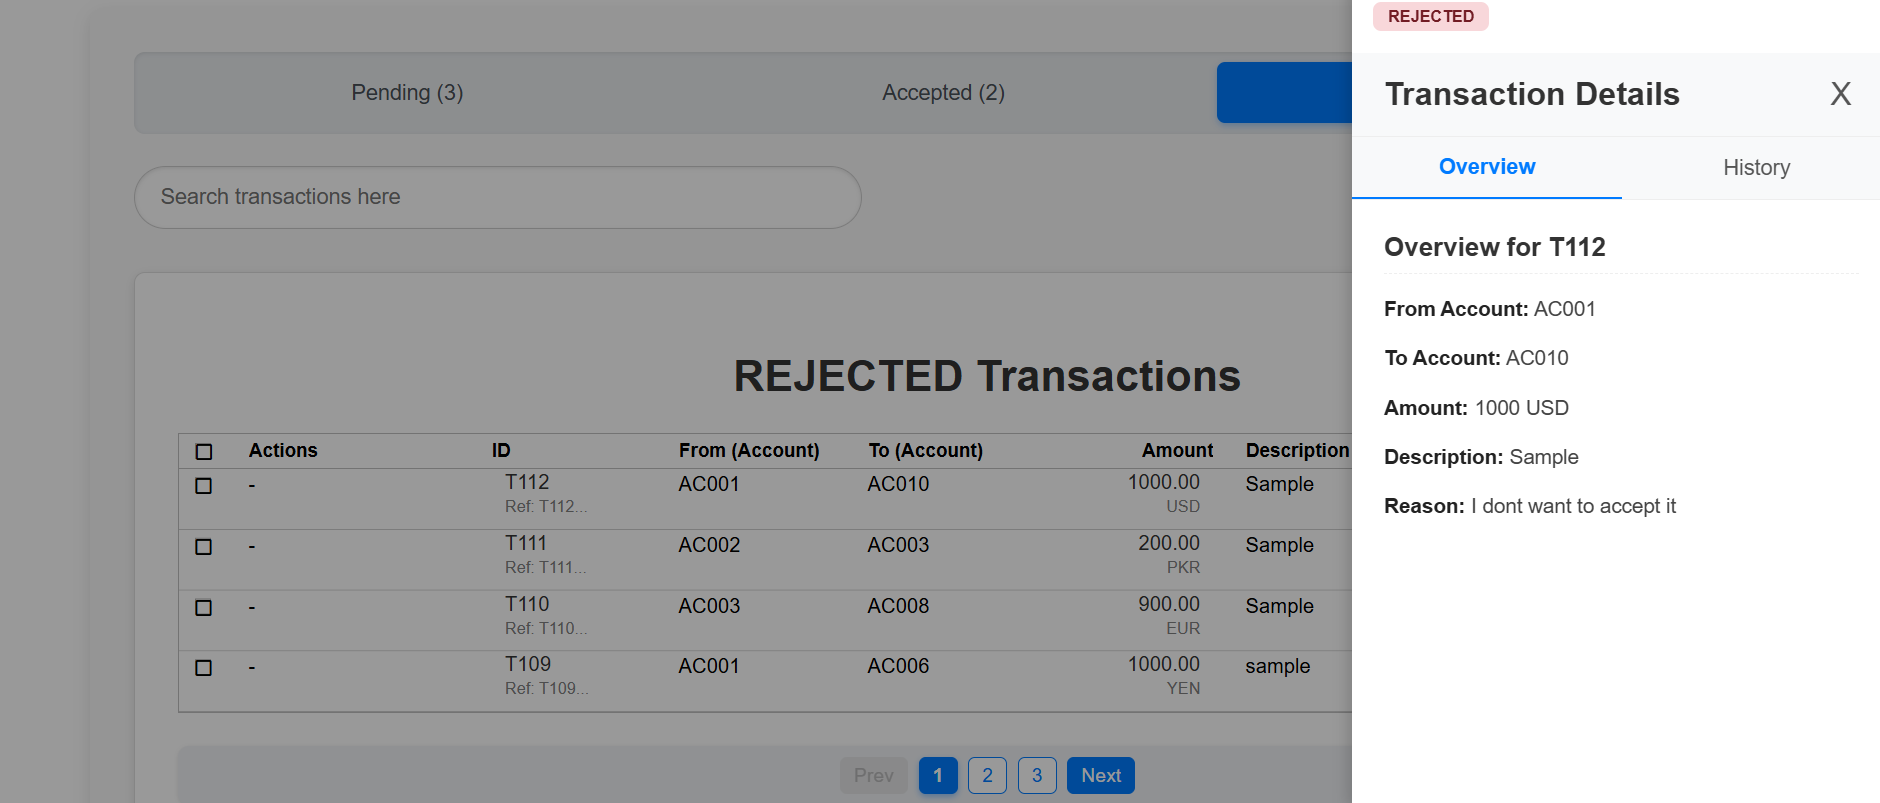 Pending (3) Accepted (2)
Search transactions here
REJECTED Transactions
Actions ID From (Account) To (Account) Amount Description
- T112 AC001 AC010 1000.00 Sample
Ref: T112... USD
- T111 AC002 AC003 200.00 Sample
Ref: T111... PKR
- T110 AC003 AC008 900.00 Sample
Ref: T110... EUR
- T109 AC001 AC006 1000.00 sample
Ref: T109... YEN
Prev 1 2 3 Next
REJECTED
Transaction Details X
Overview History
Overview for T112
From Account: AC001
To Account: AC010
Amount: 1000 USD
Description: Sample
Reason: I dont want to accept it